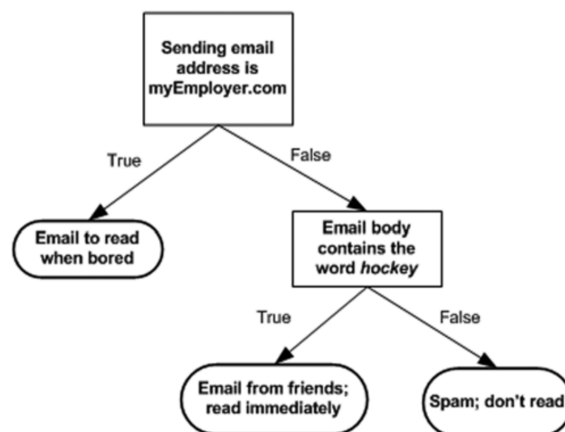 Sending email
address is
myEmployer.com
True
False
Email to read
when bored
Email body
contains the
word hockey
True
False
Email from friends;
read immediately
Spam; don't read